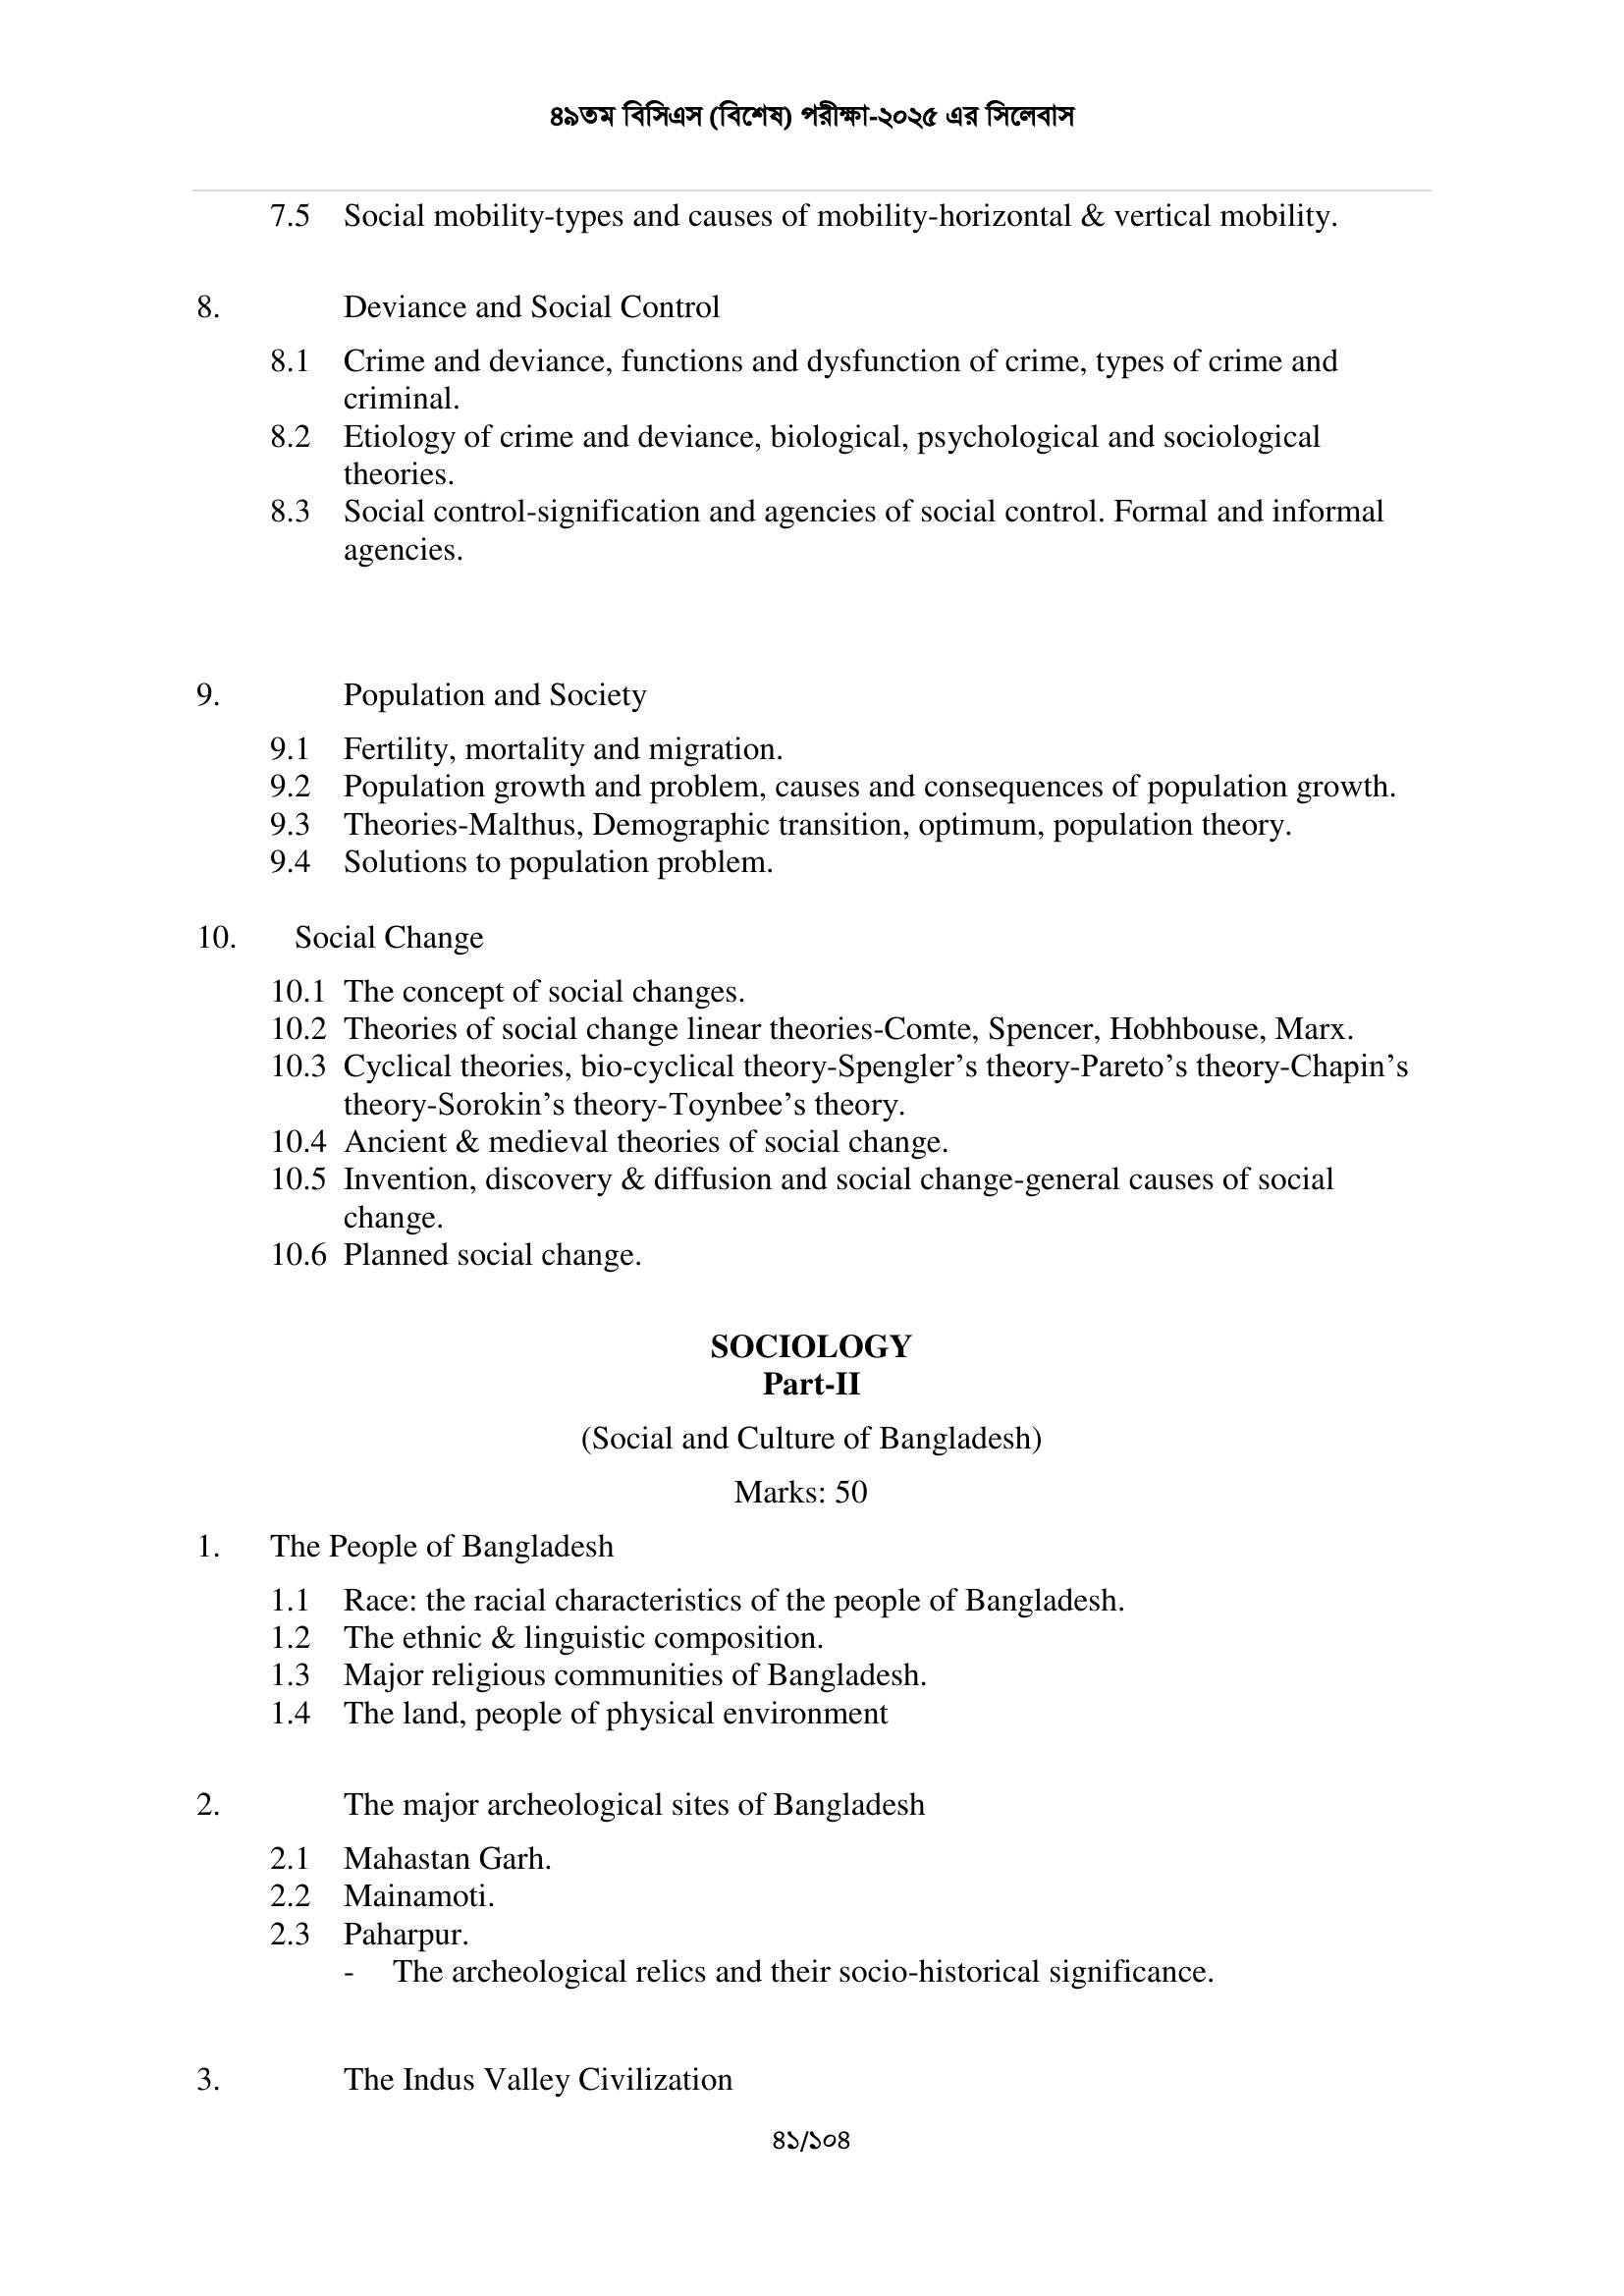 ৪৯তম বিসিএস (বিশেষ) পরীক্ষা-২০২৫ এর সিলেবাস
7.5 Social mobility-types and causes of mobility-horizontal & vertical mobility.
8. Deviance and Social Control
8.1 Crime and deviance, functions and dysfunction of crime, types of crime and
criminal.
8.2 Etiology of crime and deviance, biological, psychological and sociological
theories.
8.3 Social control-signification and agencies of social control. Formal and informal
agencies.
9. Population and Society
9.1 Fertility, mortality and migration.
9.2 Population growth and problem, causes and consequences of population growth.
9.3 Theories-Malthus, Demographic transition, optimum, population theory.
9.4 Solutions to population problem.
10. Social Change
10.1 The concept of social changes.
10.2 Theories of social change linear theories-Comte, Spencer, Hobhbouse, Marx.
10.3 Cyclical theories, bio-cyclical theory-Spengler’s theory-Pareto’s theory-Chapin’s
theory-Sorokin’s theory-Toynbee’s theory.
10.4 Ancient & medieval theories of social change.
10.5 Invention, discovery & diffusion and social change-general causes of social
change.
10.6 Planned social change.
SOCIOLOGY
Part-II
(Social and Culture of Bangladesh)
Marks: 50
1. The People of Bangladesh
1.1 Race: the racial characteristics of the people of Bangladesh.
1.2 The ethnic & linguistic composition.
1.3 Major religious communities of Bangladesh.
1.4 The land, people of physical environment
2. The major archeological sites of Bangladesh
2.1 Mahastan Garh.
2.2 Mainamoti.
2.3 Paharpur.
- The archeological relics and their socio-historical significance.
3. The Indus Valley Civilization
৪১/১০৪